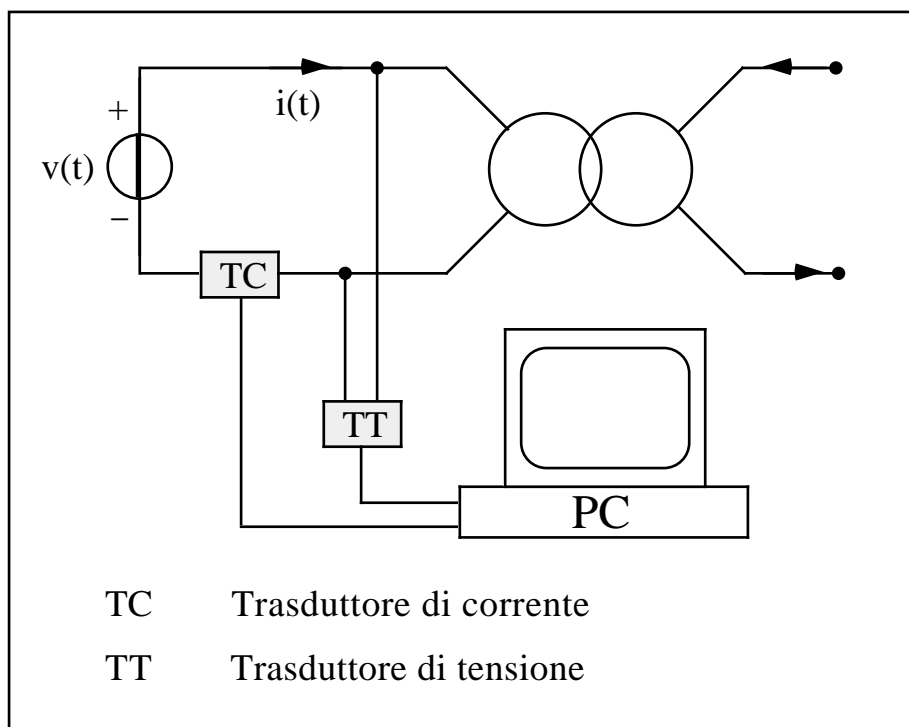 i(t)
+
v(t)
−
TC
TT
PC
TC Trasduttore di corrente
TT Trasduttore di tensione